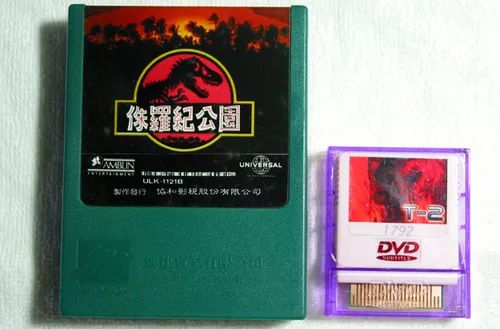 侏羅紀公園
AMBLIN
ENTERTAINMENT
UNIVERSAL
ULK-1121B
製作發行 協和影視股份有限公司
T-2
1792
DVD
SUBTITLE